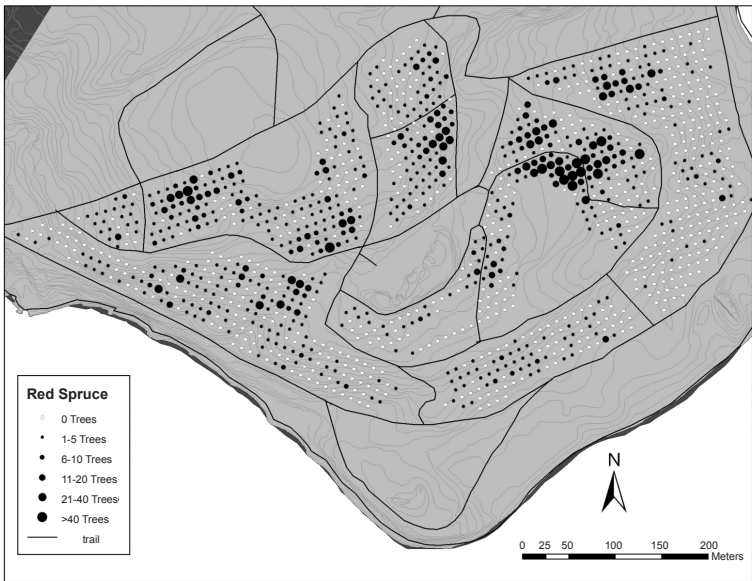 Red Spruce
0 Trees
1-5 Trees
6-10 Trees
11-20 Trees
21-40 Trees
>40 Trees
trail
N
0 25 50 100 150 200
Meters